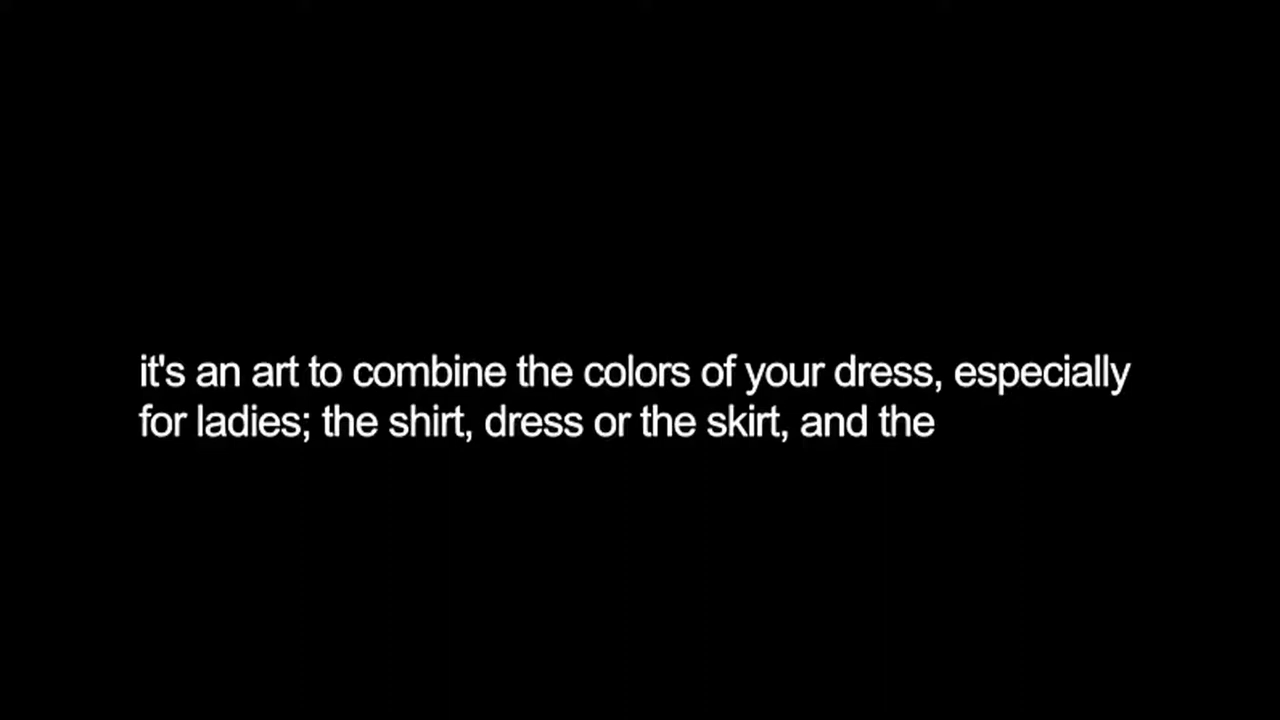 it's an art to combine the colors of your dress, especially
for ladies; the shirt, dress or the skirt, and the